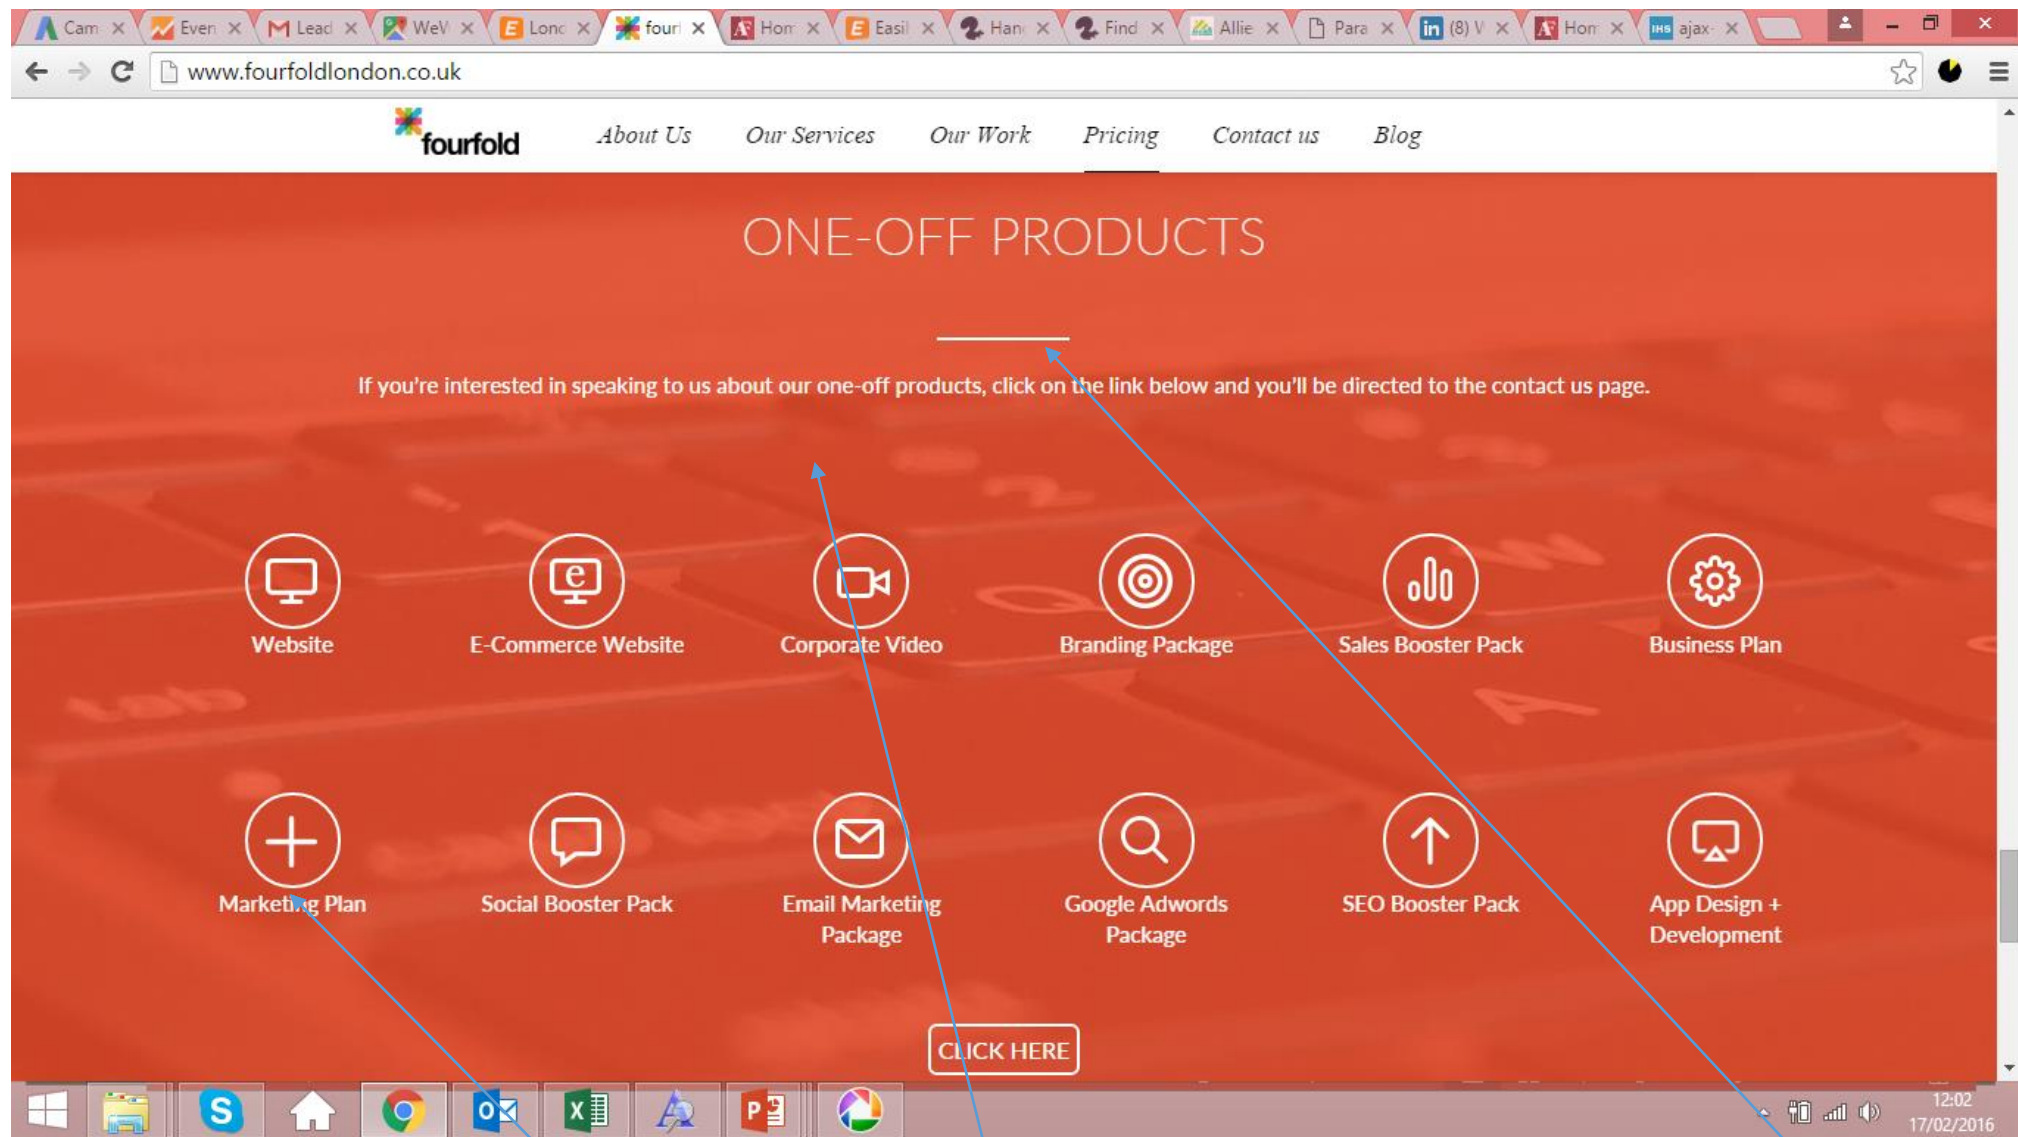 Cam Even Lead WeW Lonc four Hom Easil Hanc Find Allie Para (8) V Hom ajax-
www.fourfoldlondon.co.uk
fourfold About Us Our Services Our Work Pricing Contact us Blog
ONE-OFF PRODUCTS
If you're interested in speaking to us about our one-off products, click on the link below and you'll be directed to the contact us page.
Website E-Commerce Website Corporate Video Branding Package Sales Booster Pack Business Plan
Marketing Plan Social Booster Pack Email Marketing Google Adwords SEO Booster Pack App Design +
Package Package Development
CLICK HERE
12:02
17/02/2016